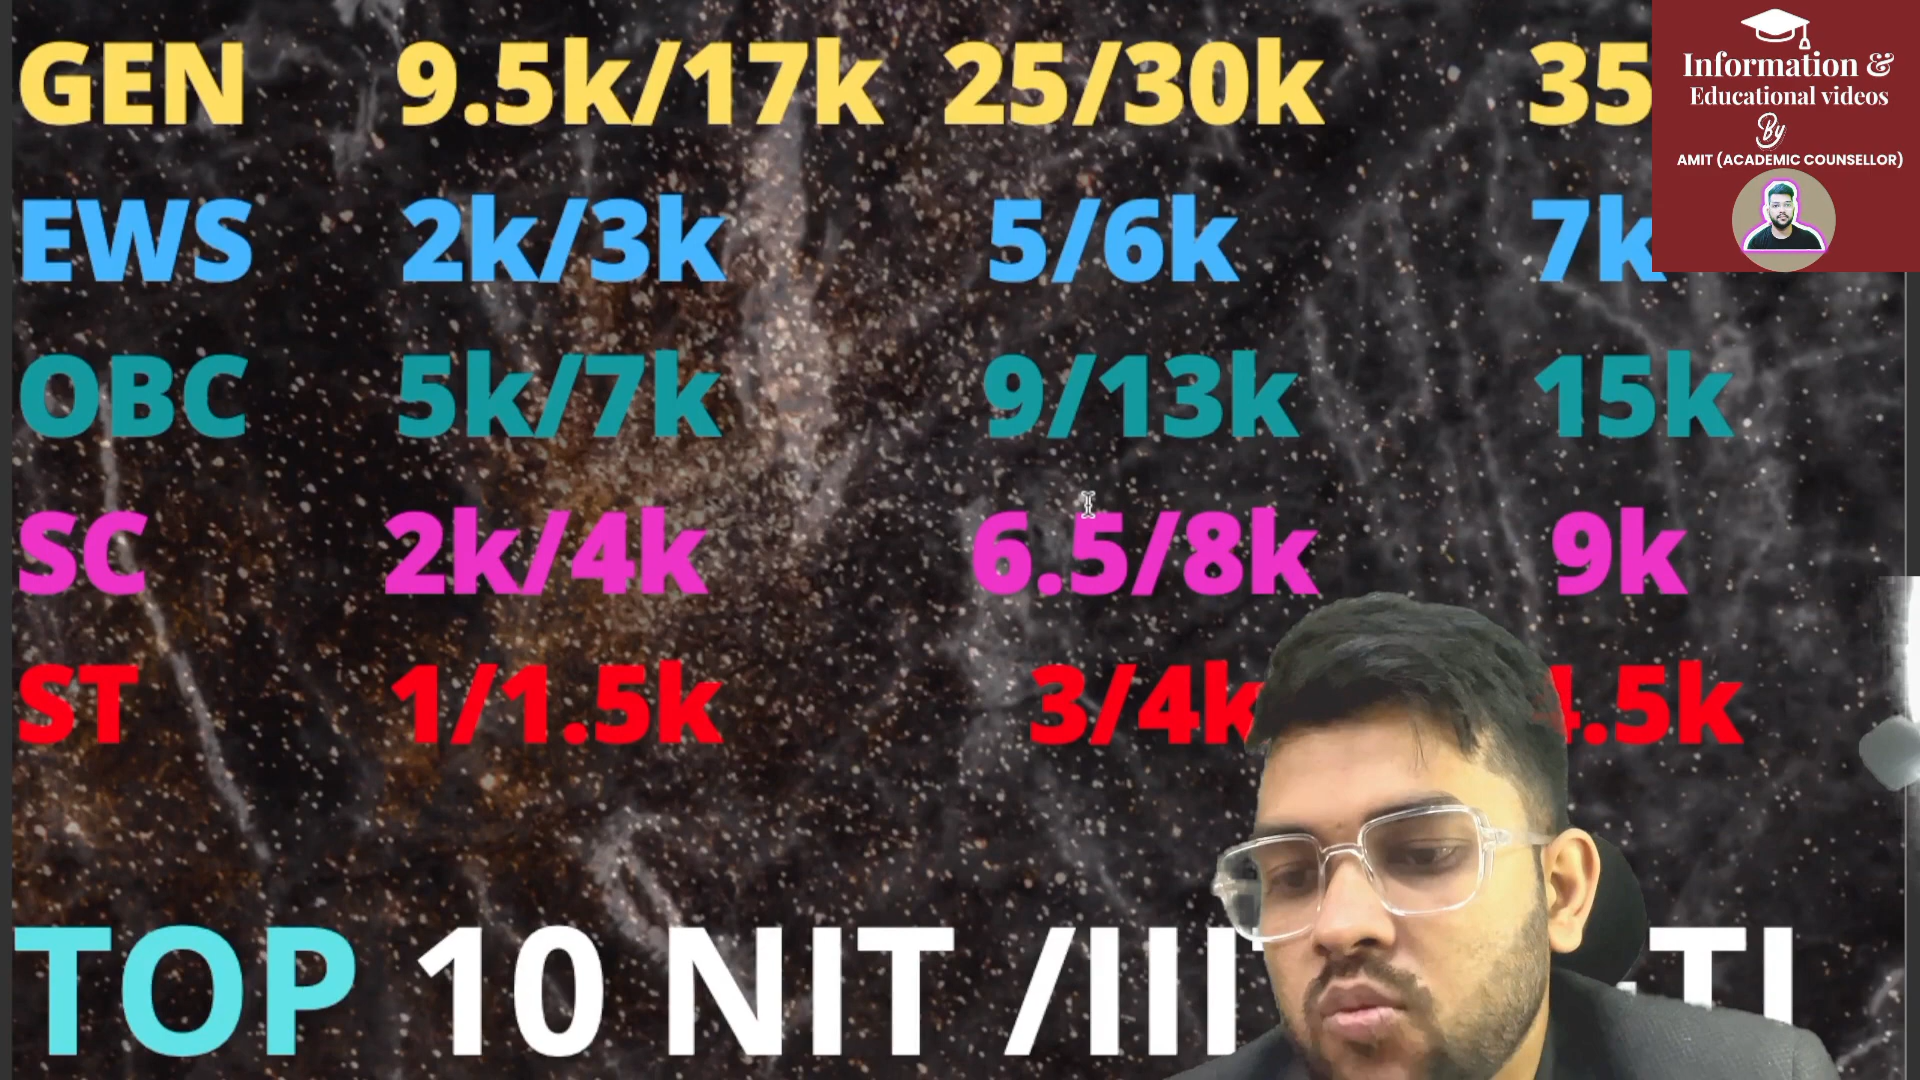 GEN 9.5k/17k 25/30k 35
EWS 2k/3k 5/6k 7k
OBC 5k/7k 9/13k 15k
SC 2k/4k 6.5/8k 9k
ST 1/1.5k 3/4k 4.5k
TOP 10 NIT /III
Information &
Educational videos
By
AMIT (ACADEMIC COUNSELLOR)